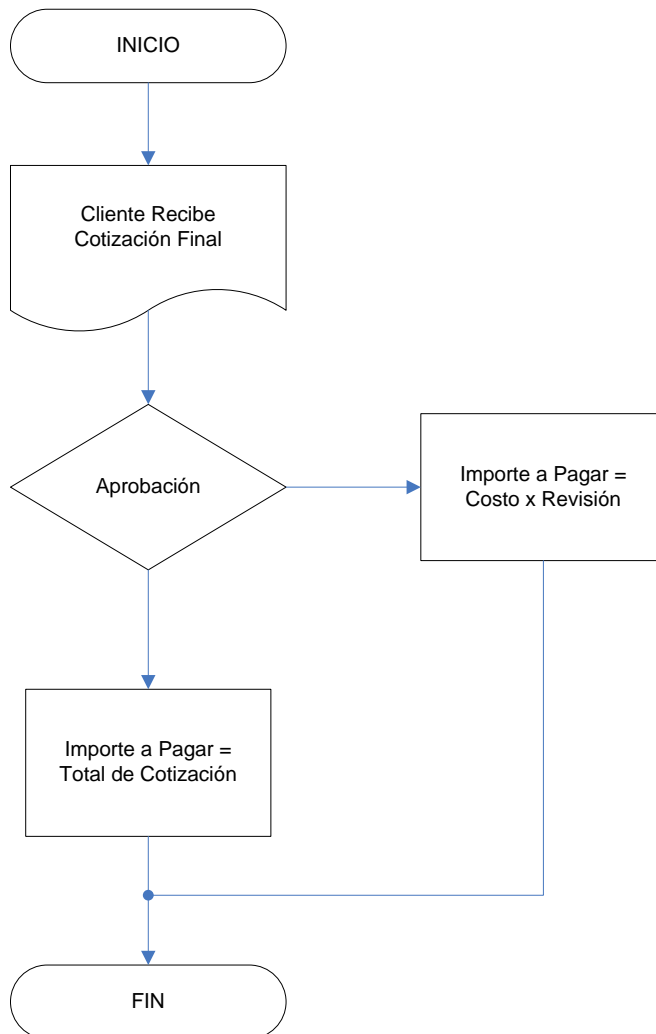 INICIO
Cliente Recibe
Cotización Final
Aprobación
Importe a Pagar =
Costo x Revisión
Importe a Pagar =
Total de Cotización
FIN